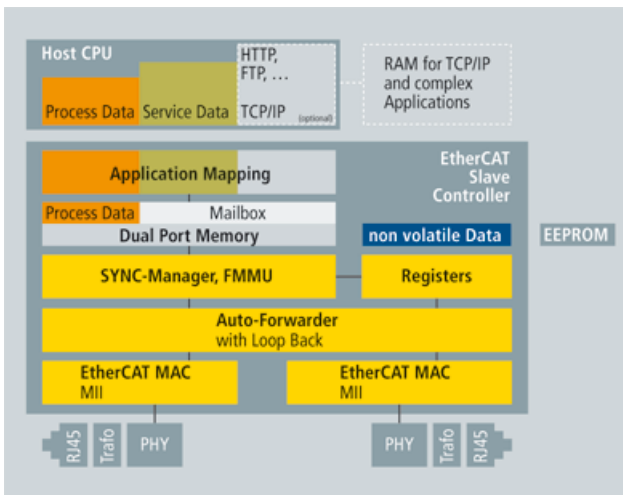 Host CPU
HTTP,
FTP, ...
Process Data
Service Data
TCP/IP
(optional)
RAM for TCP/IP
and complex
Applications
EtherCAT
Slave
Controller
Application Mapping
Process Data
Mailbox
Dual Port Memory
non volatile Data
EEPROM
SYNC-Manager, FMMU
Registers
Auto-Forwarder
with Loop Back
EtherCAT MAC
MII
EtherCAT MAC
MII
RJ45
Trafo
PHY
PHY
Trafo
RJ45